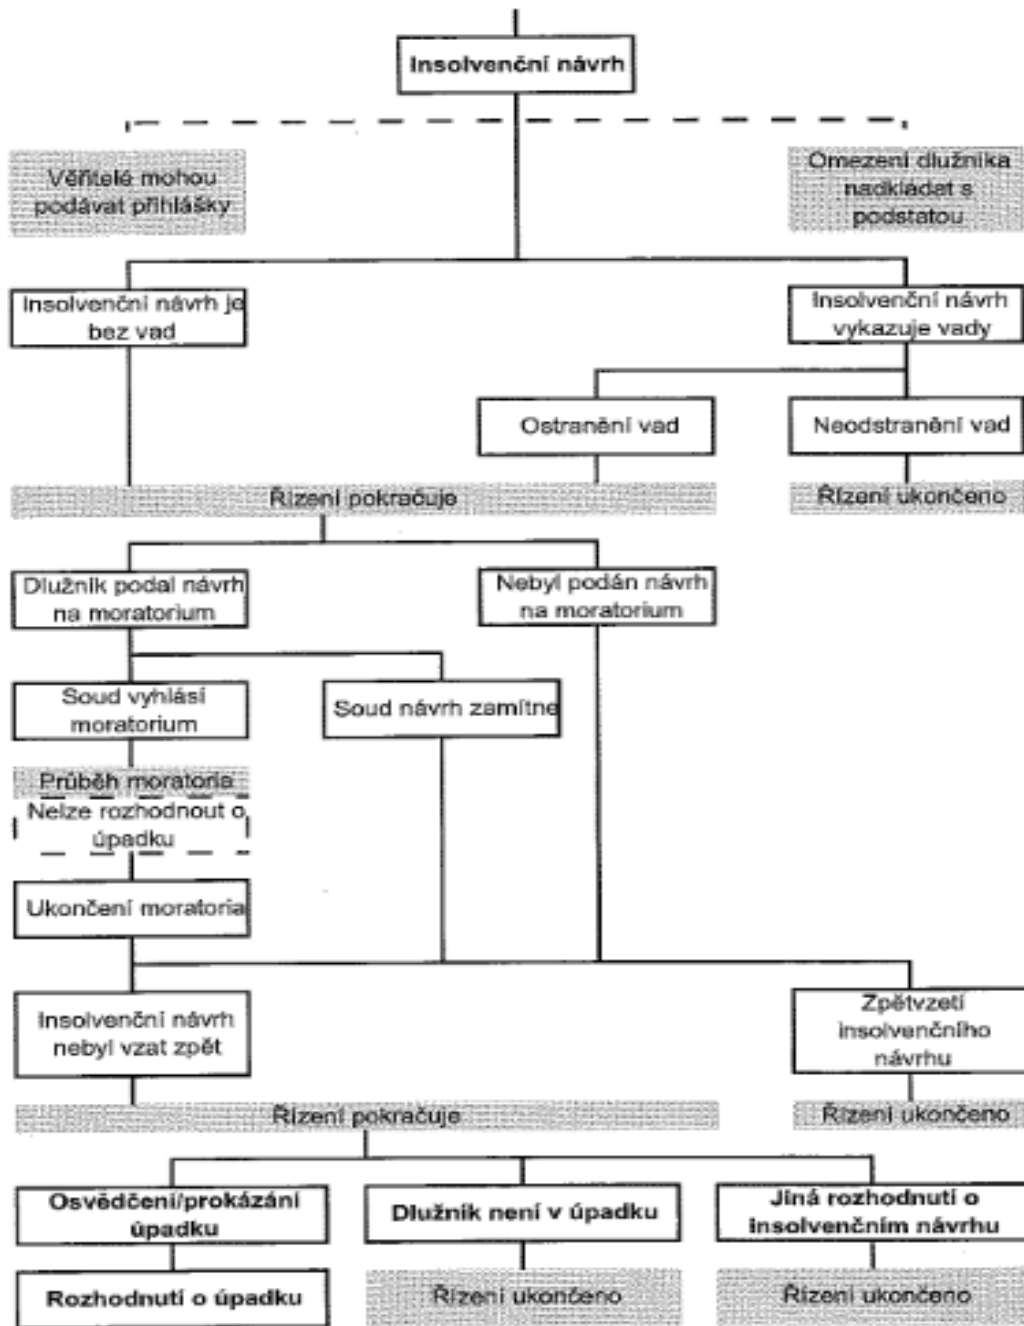 Insolvenční návrh
Věřitelé mohou
podávat přihlášky
Omezení dlužníka
nadkládat s
podstatou
Insolvenční návrh je
bez vad
Insolvenční návrh
vykazuje vady
Ostranění vad
Neodstranění vad
Řízení pokračuje
Řízení ukončeno
Dlužník podal návrh
na moratorium
Nebyl podán návrh
na moratorium
Soud vyhlásí
moratorium
Soud návrh zamítne
Průběh moratoria
Nelze rozhodnout o
úpadku
Ukončení moratoria
Insolvenční návrh
nebyl vzat zpět
Zpětvzetí
insolvenčního
návrhu
Řízení pokračuje
Řízení ukončeno
Osvědčení/prokázání
úpadku
Dlužník není v úpadku
Jiná rozhodnutí o
insolvenčním návrhu
Rozhodnutí o úpadku
Řízení ukončeno
Řízení ukončeno